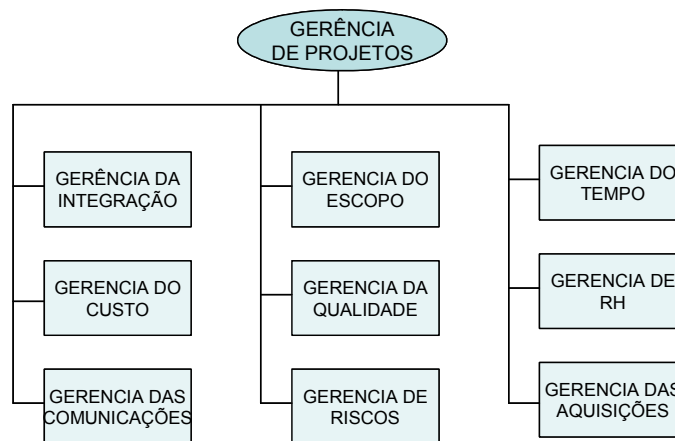 GERÊNCIA
DE PROJETOS
GERÊNCIA DA
INTEGRAÇÃO
GERENCIA DO
ESCOPO
GERENCIA DO
TEMPO
GERENCIA DO
CUSTO
GERENCIA DA
QUALIDADE
GERENCIA DE
RH
GERENCIA DAS
COMUNICAÇÕES
GERENCIA DE
RISCOS
GERENCIA DAS
AQUISIÇÕES